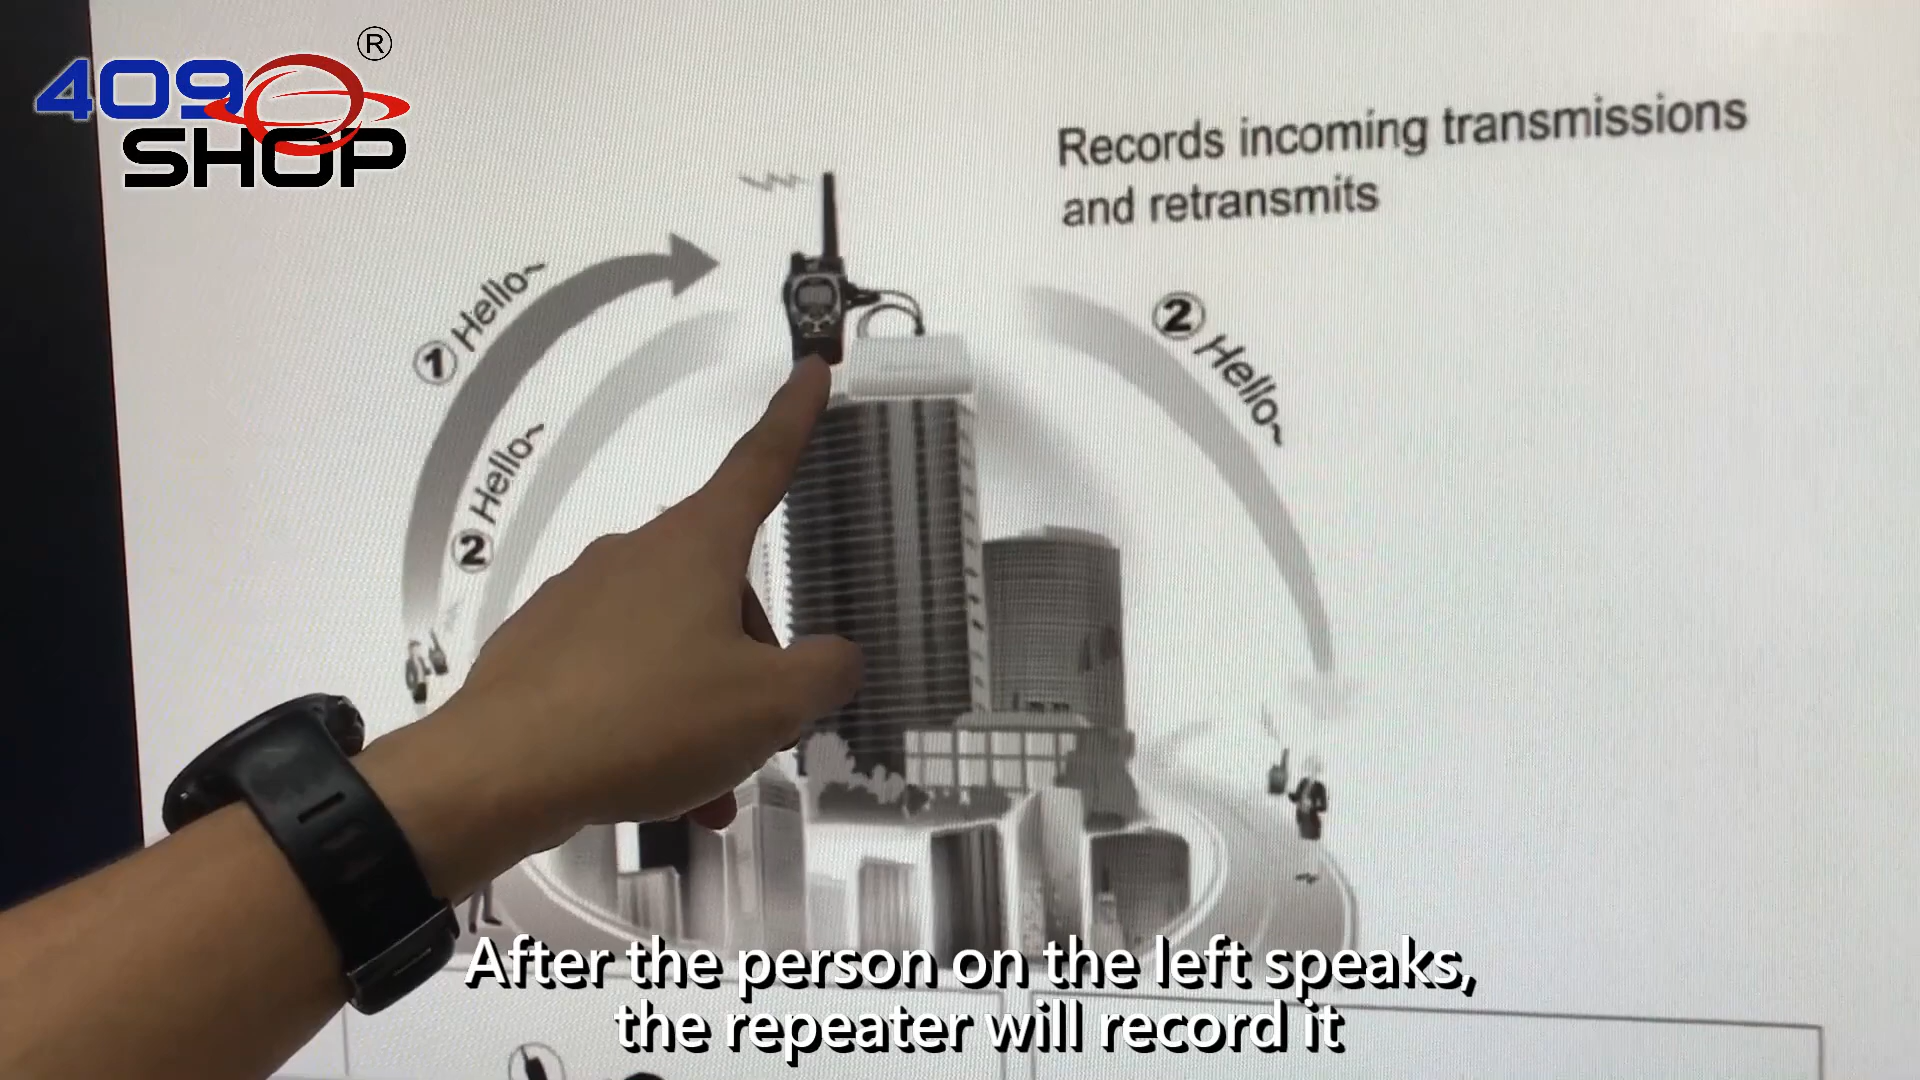 409
SHOP
®
Records incoming transmissions
and retransmits
① Hello~
② Hello~
② Hello~
After the person on the left speaks,
the repeater will record it